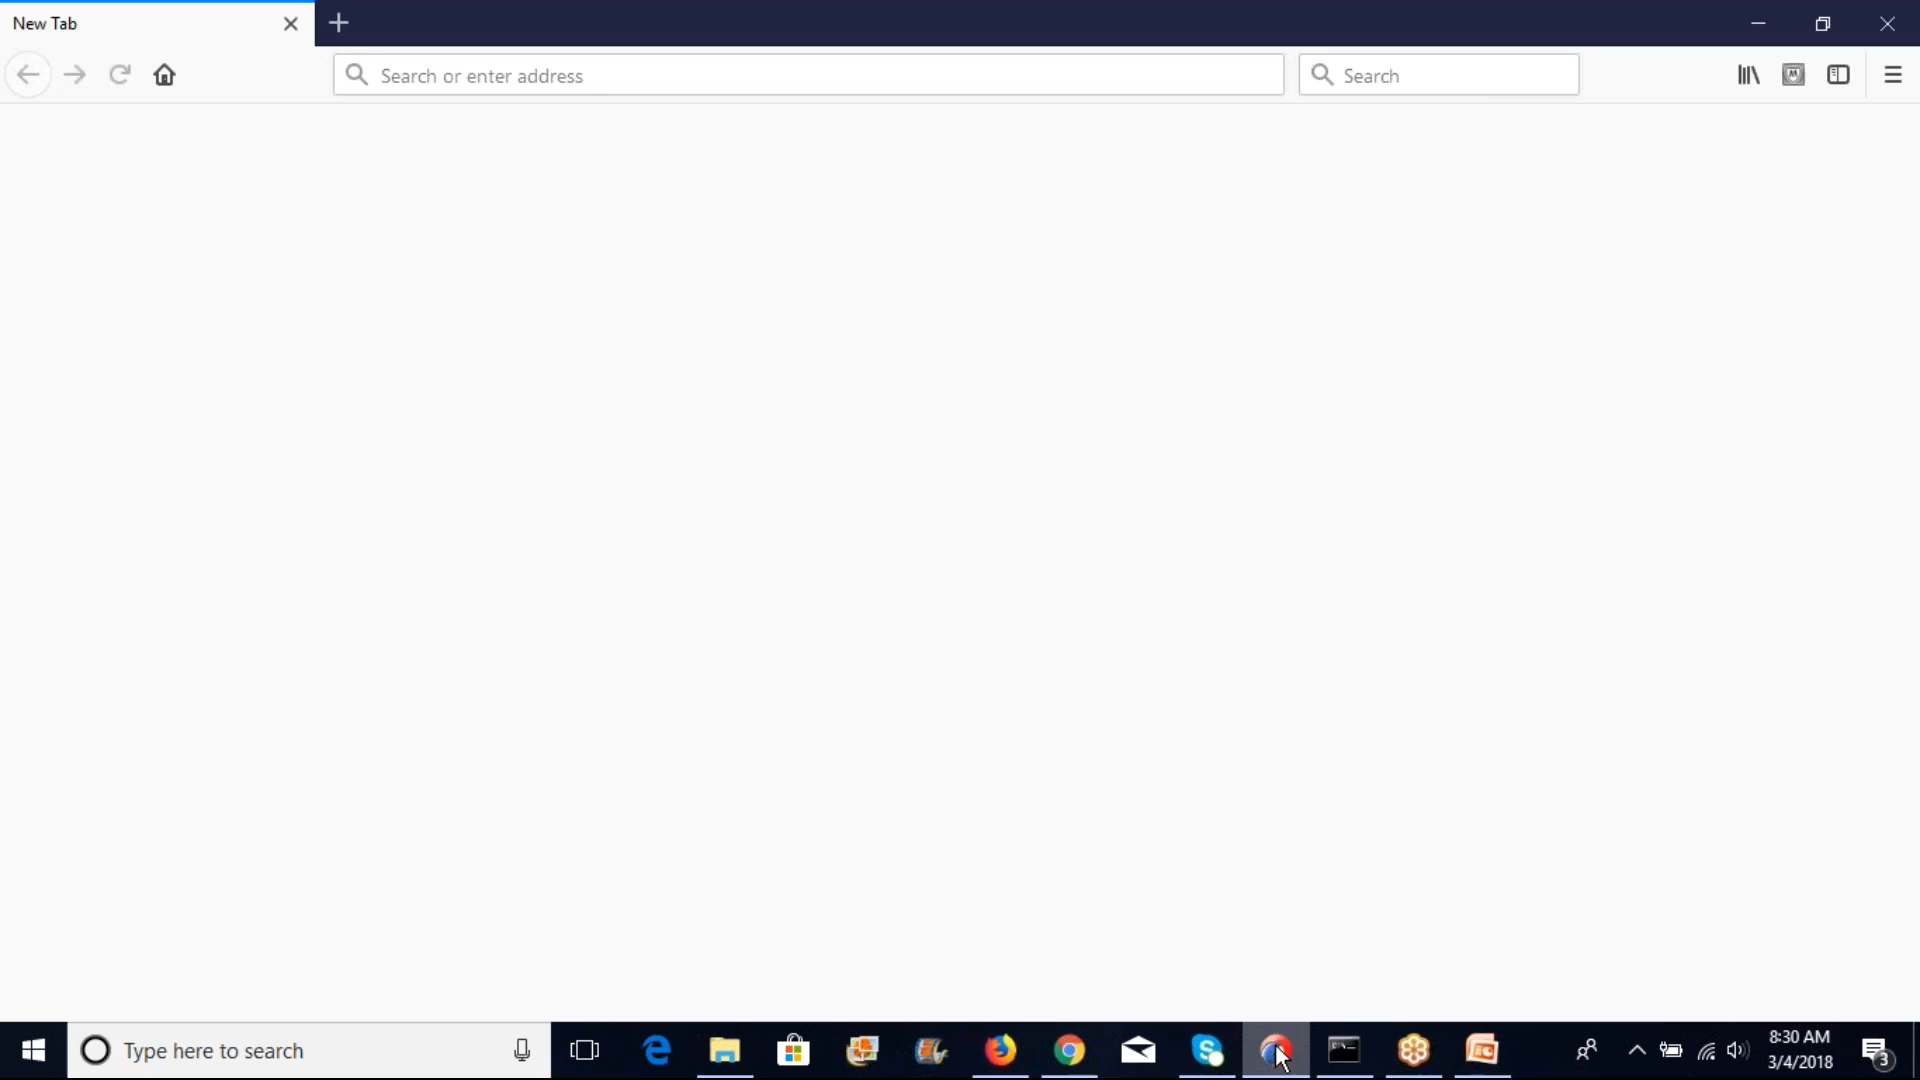 New Tab
Search or enter address
Search
Type here to search
8:30 AM
3/4/2018
3